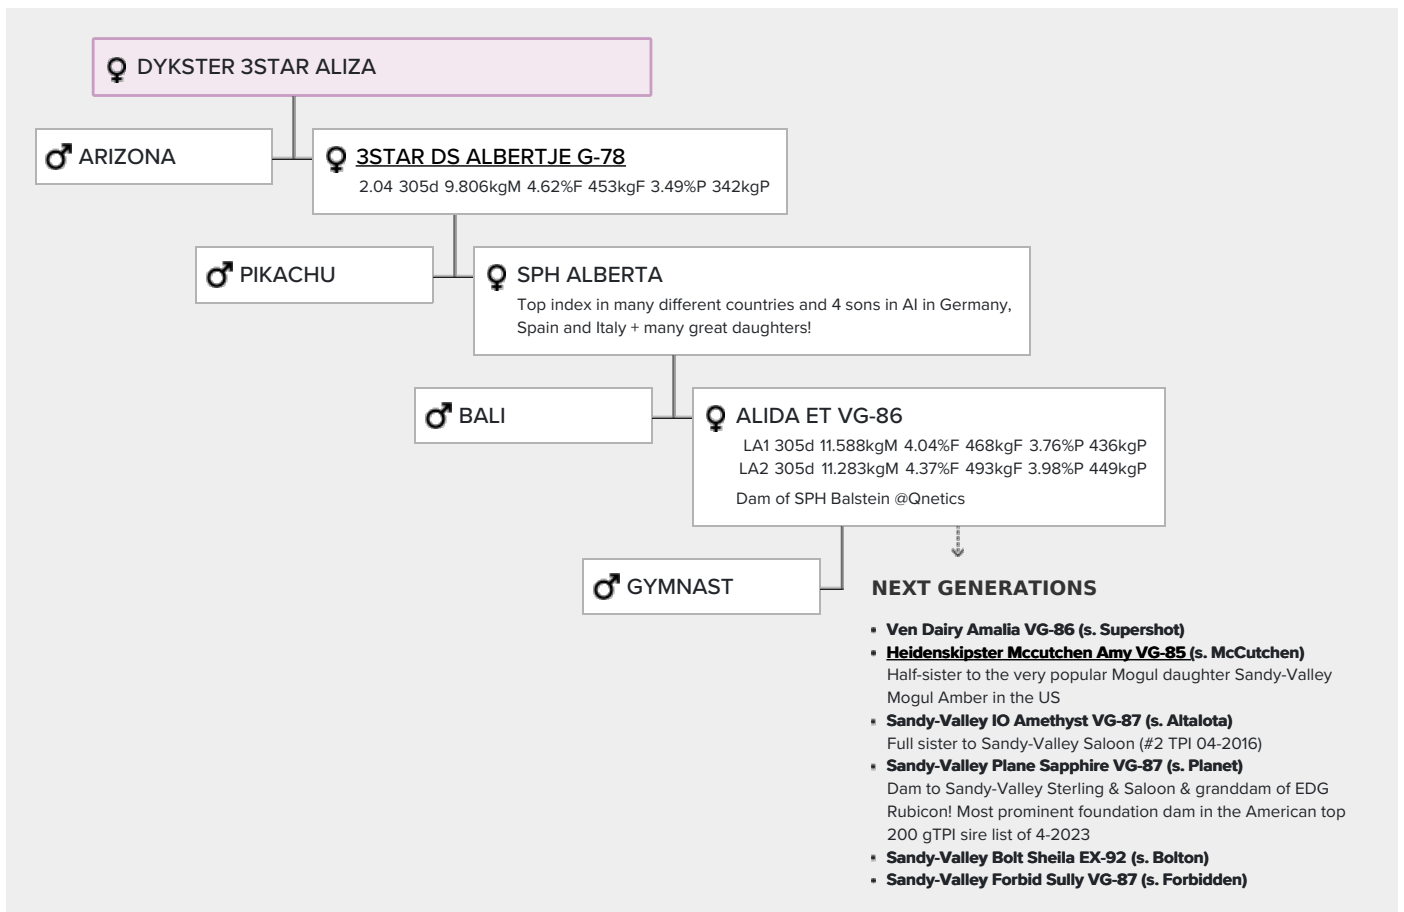 DYKSTER 3STAR ALIZA
ARIZONA
3STAR DS ALBERTJE G-78
2.04 305d 9.806kgM 4.62%F 453kgF 3.49%P 342kgP
PIKACHU
SPH ALBERTA
Top index in many different countries and 4 sons in AI in Germany,
Spain and Italy + many great daughters!
BALI
ALIDA ET VG-86
LA1 305d 11.588kgM 4.04%F 468kgF 3.76%P 436kgP
LA2 305d 11.283kgM 4.37%F 493kgF 3.98%P 449kgP
Dam of SPH Balstein @Qnetics
GYMNAST
NEXT GENERATIONS
Ven Dairy Amalia VG-86 (s. Supershot)
Heidenskipster Mccutchen Amy VG-85 (s. McCutchen)
Half-sister to the very popular Mogul daughter Sandy-Valley
Mogul Amber in the US
Sandy-Valley IO Amethyst VG-87 (s. AltaIota)
Full sister to Sandy-Valley Saloon (#2 TPI 04-2016)
Sandy-Valley Plane Sapphire VG-87 (s. Planet)
Dam to Sandy-Valley Sterling & Saloon & granddam of EDG
Rubicon! Most prominent foundation dam in the American top
200 gTPI sire list of 4-2023
Sandy-Valley Bolt Sheila EX-92 (s. Bolton)
Sandy-Valley Forbid Sully VG-87 (s. Forbidden)